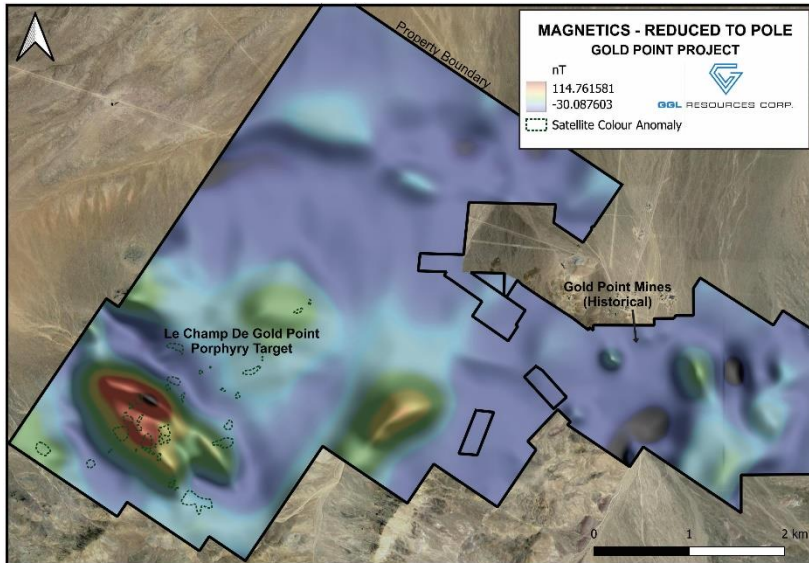 MAGNETICS - REDUCED TO POLE
GOLD POINT PROJECT
nT
114.761581
-30.087603
GGL RESOURCES CORP.
Satellite Colour Anomaly
Property Boundary
Gold Point Mines
(Historical)
Le Champ De Gold Point
Porphyry Target
0 1 2 km